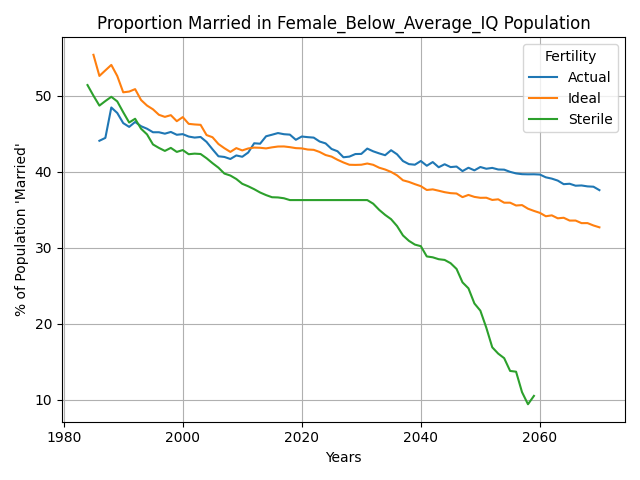 Proportion Married in Female_Below_Average_IQ Population
% of Population 'Married'
50
40
30
20
10
Fertility
Actual
Ideal
Sterile
1980
2000
2020
2040
2060
Years